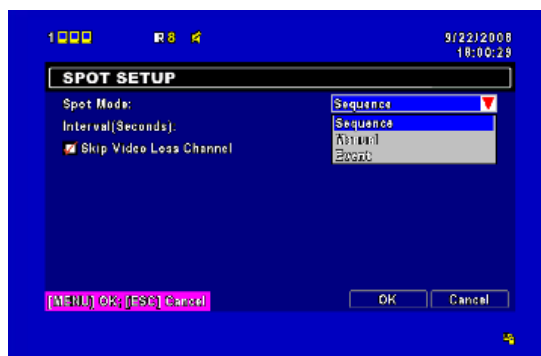 1 R 8 9/22/2008
18:00:29
SPOT SETUP
Spot Mode: Sequence
Interval(Seconds): Sequence
Manual
Skip Video Loss Channel Event
[MENU] OK; [ESC] Cancel OK Cancel